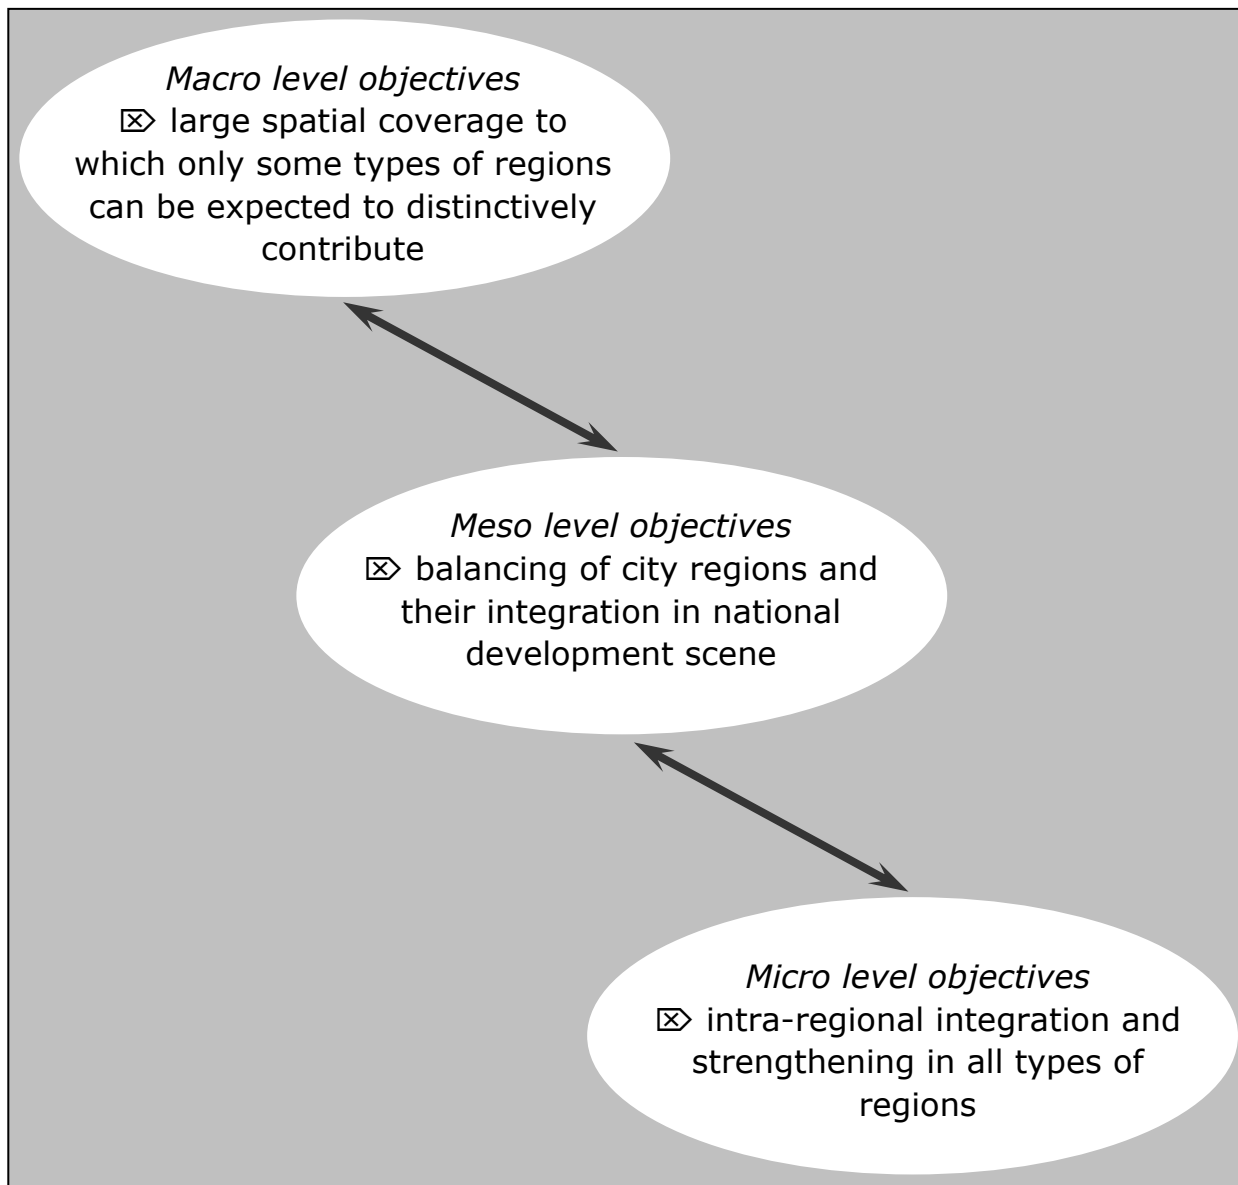 Macro level objectives
⌦ large spatial coverage to
which only some types of regions
can be expected to distinctively
contribute
Meso level objectives
⌦ balancing of city regions and
their integration in national
development scene
Micro level objectives
⌦ intra-regional integration and
strengthening in all types of
regions